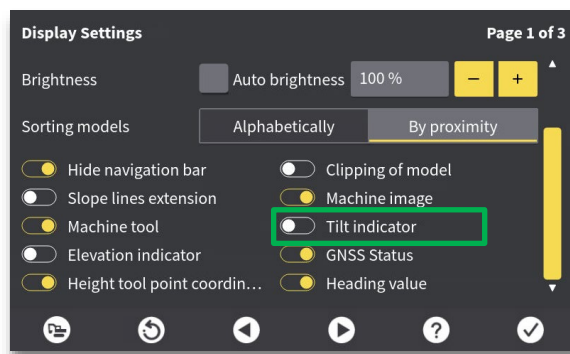 Display Settings Page 1 of 3
Brightness Auto brightness 100 % − +
Sorting models Alphabetically By proximity
Hide navigation bar Clipping of model
Slope lines extension Machine image
Machine tool Tilt indicator
Elevation indicator GNSS Status
Height tool point coordin... Heading value
?